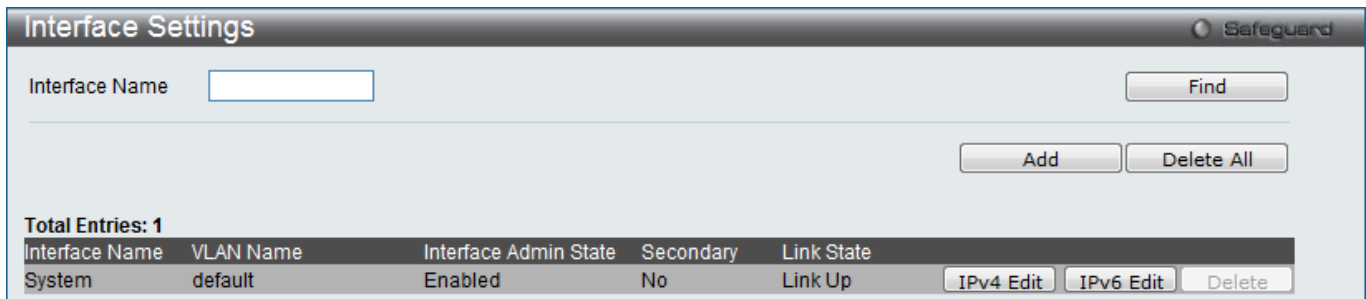 Interface Settings
Safeguard
Interface Name
Find
Add Delete All
Total Entries: 1
Interface Name VLAN Name Interface Admin State Secondary Link State
System default Enabled No Link Up IPv4 Edit IPv6 Edit Delete